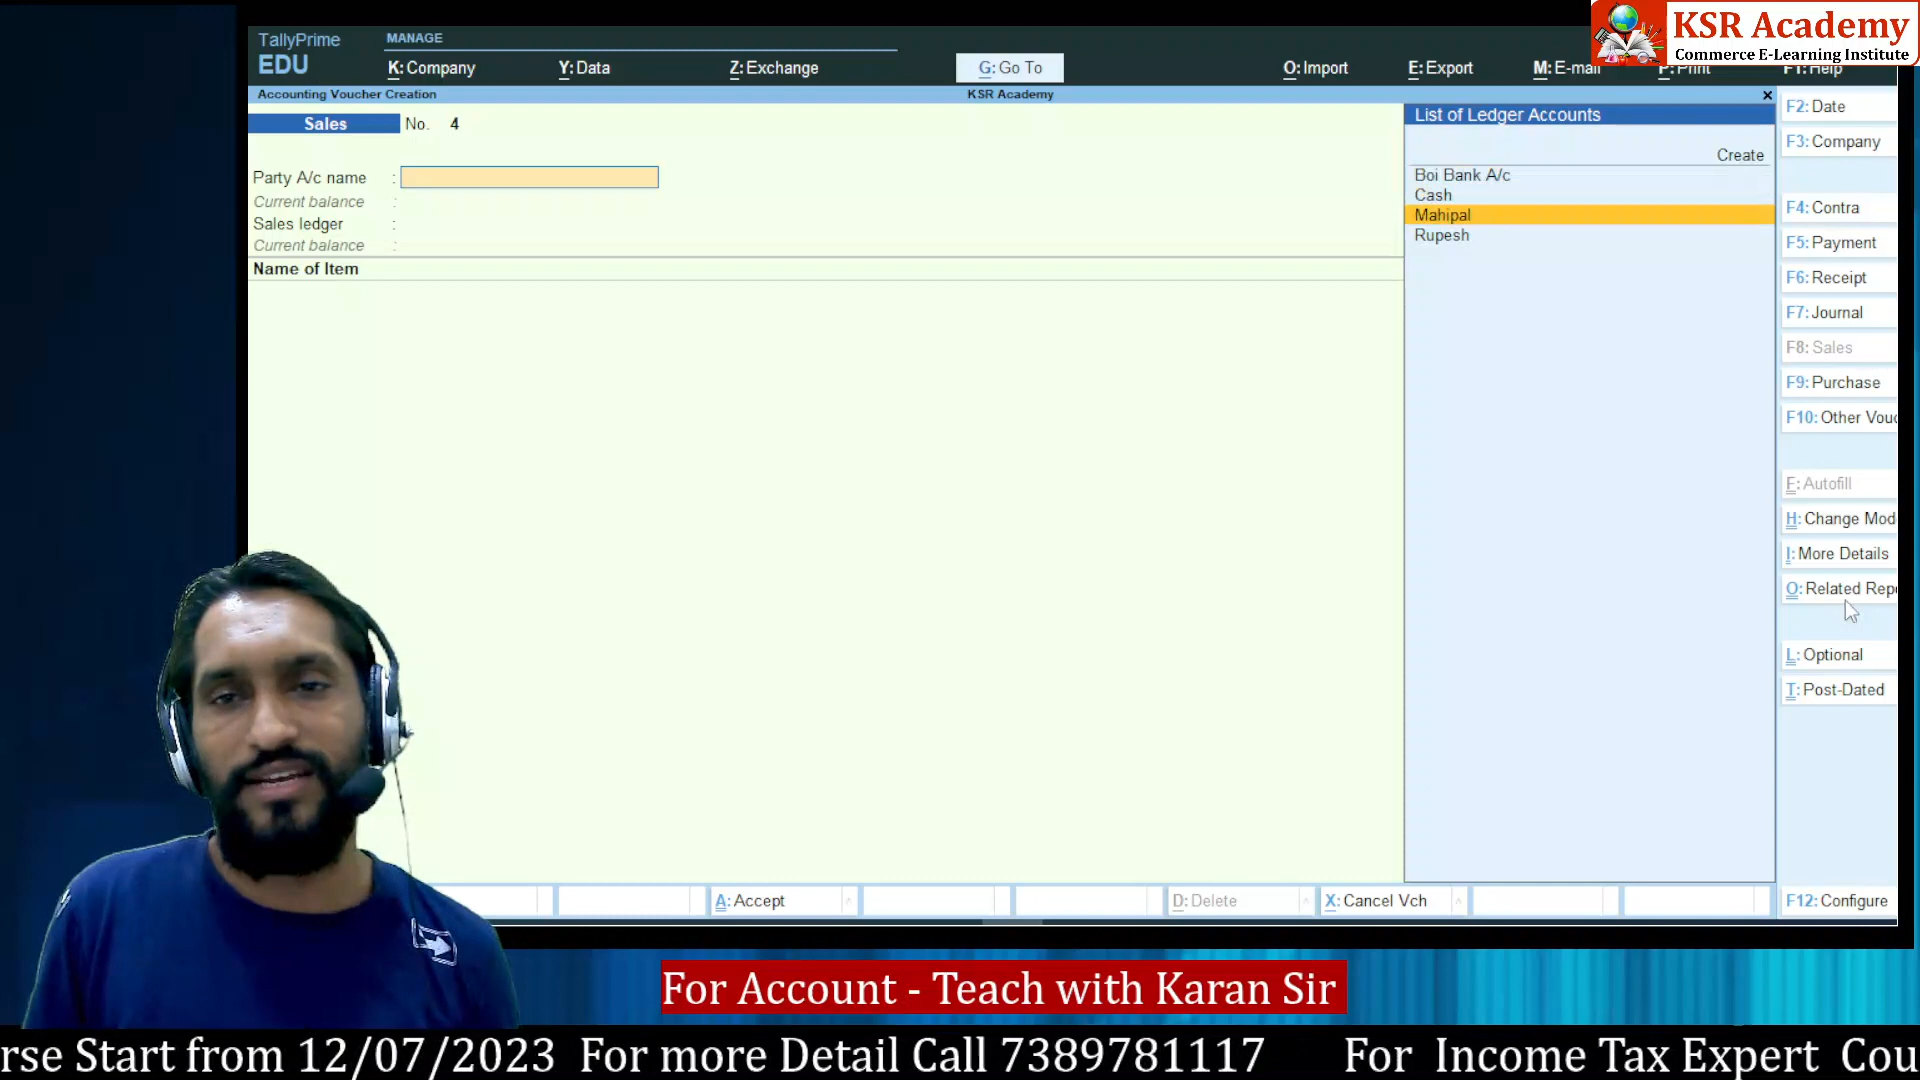 KSR Academy
Commerce E-Learning Institute
TallyPrime
EDU
MANAGE
K: Company
Y: Data
Z: Exchange
G: Go To
O: Import
E: Export
M: E-mail
P: Print
F1: Help
Accounting Voucher Creation
KSR Academy
×
Sales No. 4
Party A/c name :
Current balance :
Sales ledger :
Current balance :
Name of Item
List of Ledger Accounts
Create
Boi Bank A/c
Cash
Mahipal
Rupesh
F2: Date
F3: Company
F4: Contra
F5: Payment
F6: Receipt
F7: Journal
F8: Sales
F9: Purchase
F10: Other Vouc
F: Autofill
H: Change Mod
I: More Details
O: Related Repo
L: Optional
T: Post-Dated
F12: Configure
A: Accept
D: Delete
X: Cancel Vch
For Account - Teach with Karan Sir
rse Start from 12/07/2023 For more Detail Call 7389781117 For Income Tax Expert Cou